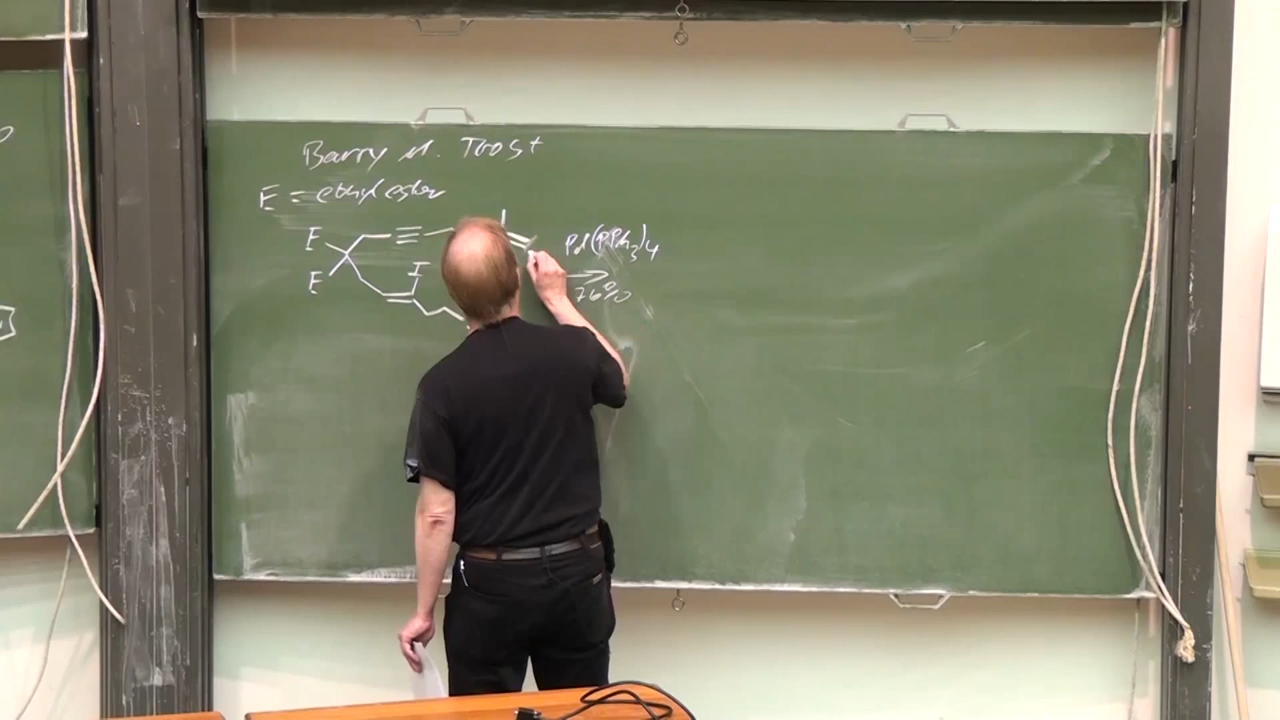 Barry M. Trost
E = ethyl ester
E
E
I
Pd(PPh3)4
76%